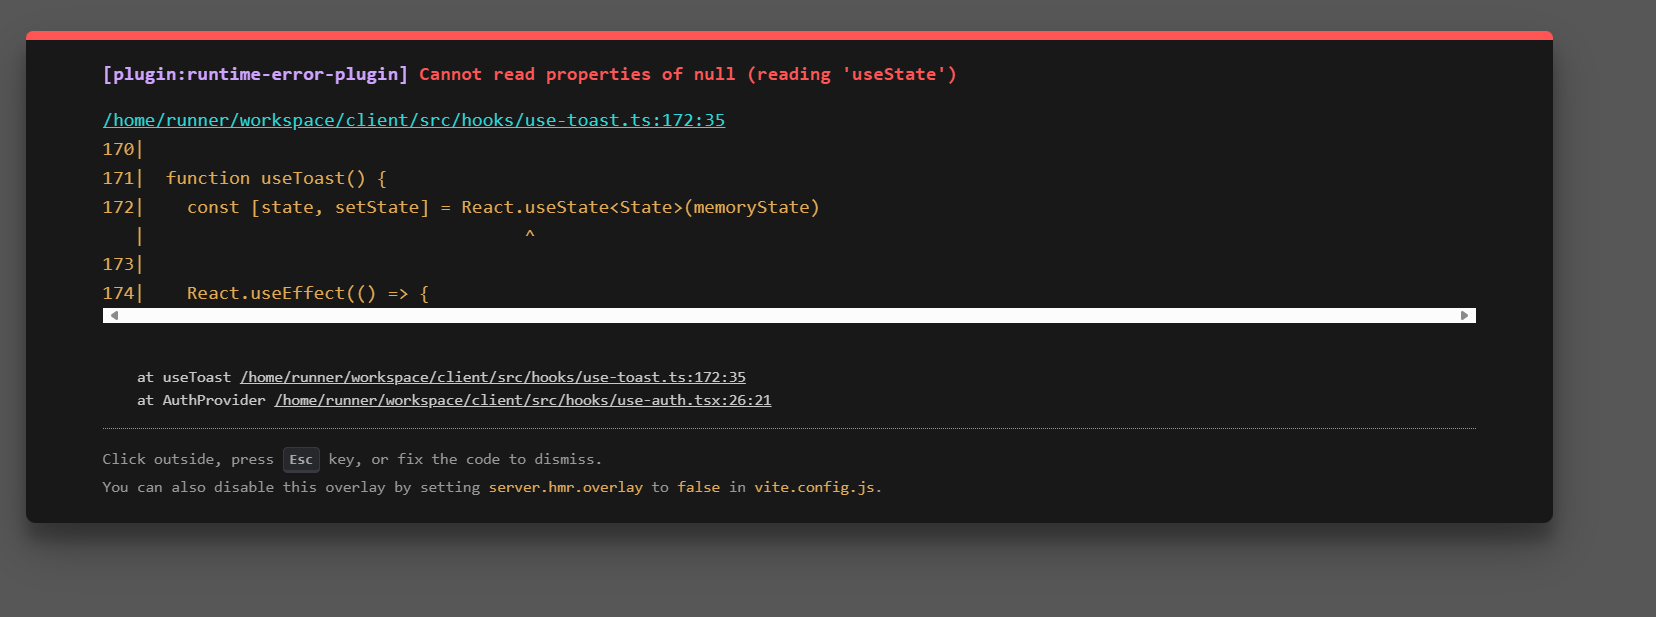 [plugin:runtime-error-plugin] Cannot read properties of null (reading 'useState')
/home/runner/workspace/client/src/hooks/use-toast.ts:172:35
170|
171|  function useToast() {
172|    const [state, setState] = React.useState<State>(memoryState)
   |                                     ^
173|
174|    React.useEffect(() => {
at useToast /home/runner/workspace/client/src/hooks/use-toast.ts:172:35
at AuthProvider /home/runner/workspace/client/src/hooks/use-auth.tsx:26:21
Click outside, press Esc key, or fix the code to dismiss.
You can also disable this overlay by setting server.hmr.overlay to false in vite.config.js.